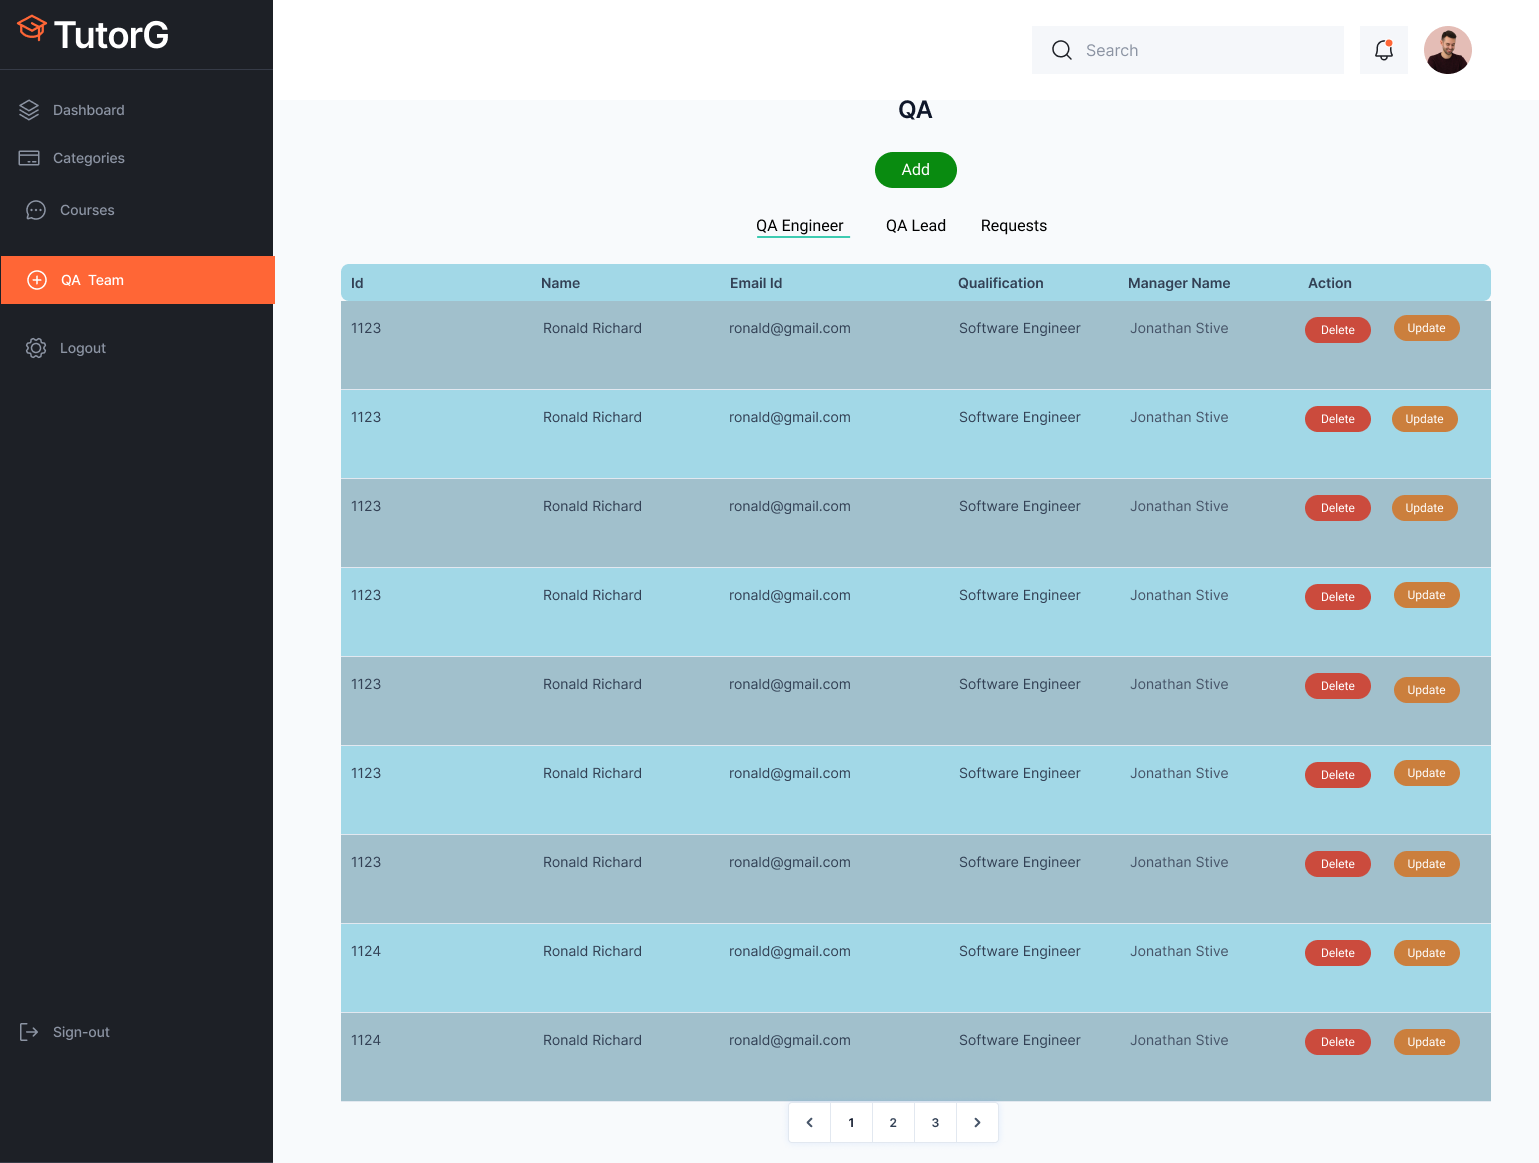 TutorG
Search
Dashboard
Categories
Courses
QA Team
Logout
Sign-out
QA
Add
QA Engineer QA Lead Requests
Id Name Email Id Qualification Manager Name Action
1123 Ronald Richard ronald@gmail.com Software Engineer Jonathan Stive Delete Update
1123 Ronald Richard ronald@gmail.com Software Engineer Jonathan Stive Delete Update
1123 Ronald Richard ronald@gmail.com Software Engineer Jonathan Stive Delete Update
1123 Ronald Richard ronald@gmail.com Software Engineer Jonathan Stive Delete Update
1123 Ronald Richard ronald@gmail.com Software Engineer Jonathan Stive Delete Update
1123 Ronald Richard ronald@gmail.com Software Engineer Jonathan Stive Delete Update
1123 Ronald Richard ronald@gmail.com Software Engineer Jonathan Stive Delete Update
1124 Ronald Richard ronald@gmail.com Software Engineer Jonathan Stive Delete Update
1124 Ronald Richard ronald@gmail.com Software Engineer Jonathan Stive Delete Update
1 2 3